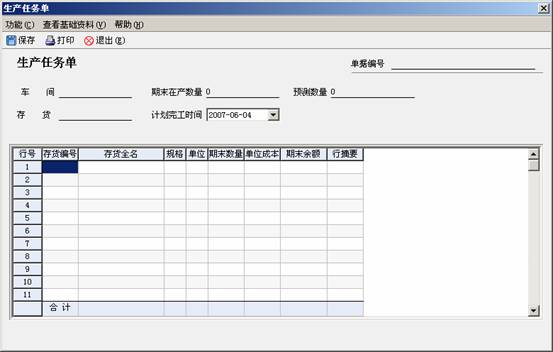 生产任务单
功能(C) 查看基础资料(V) 帮助(H)
保存 打印 退出(E)
生产任务单
单据编号
车 间 期末在产数量 0 预测数量 0
存 货 计划完工时间 2007-06-04
行号 存货编号 存货全名 规格 单位 期末数量 单位成本 期末余额 行摘要
1
2
3
4
5
6
7
8
9
10
11
合 计